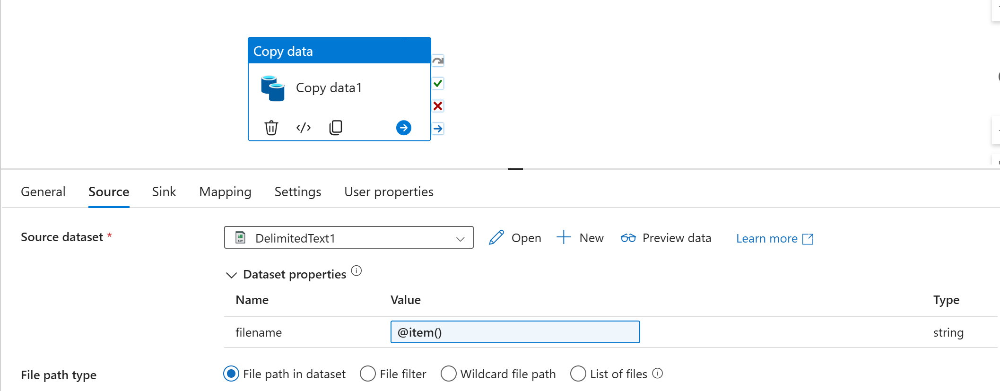 Copy data
Copy data1
General Source Sink Mapping Settings User properties
Source dataset * DelimitedText1 Open New Preview data Learn more
Dataset properties
Name Value Type
filename @item() string
File path type File path in dataset File filter Wildcard file path List of files